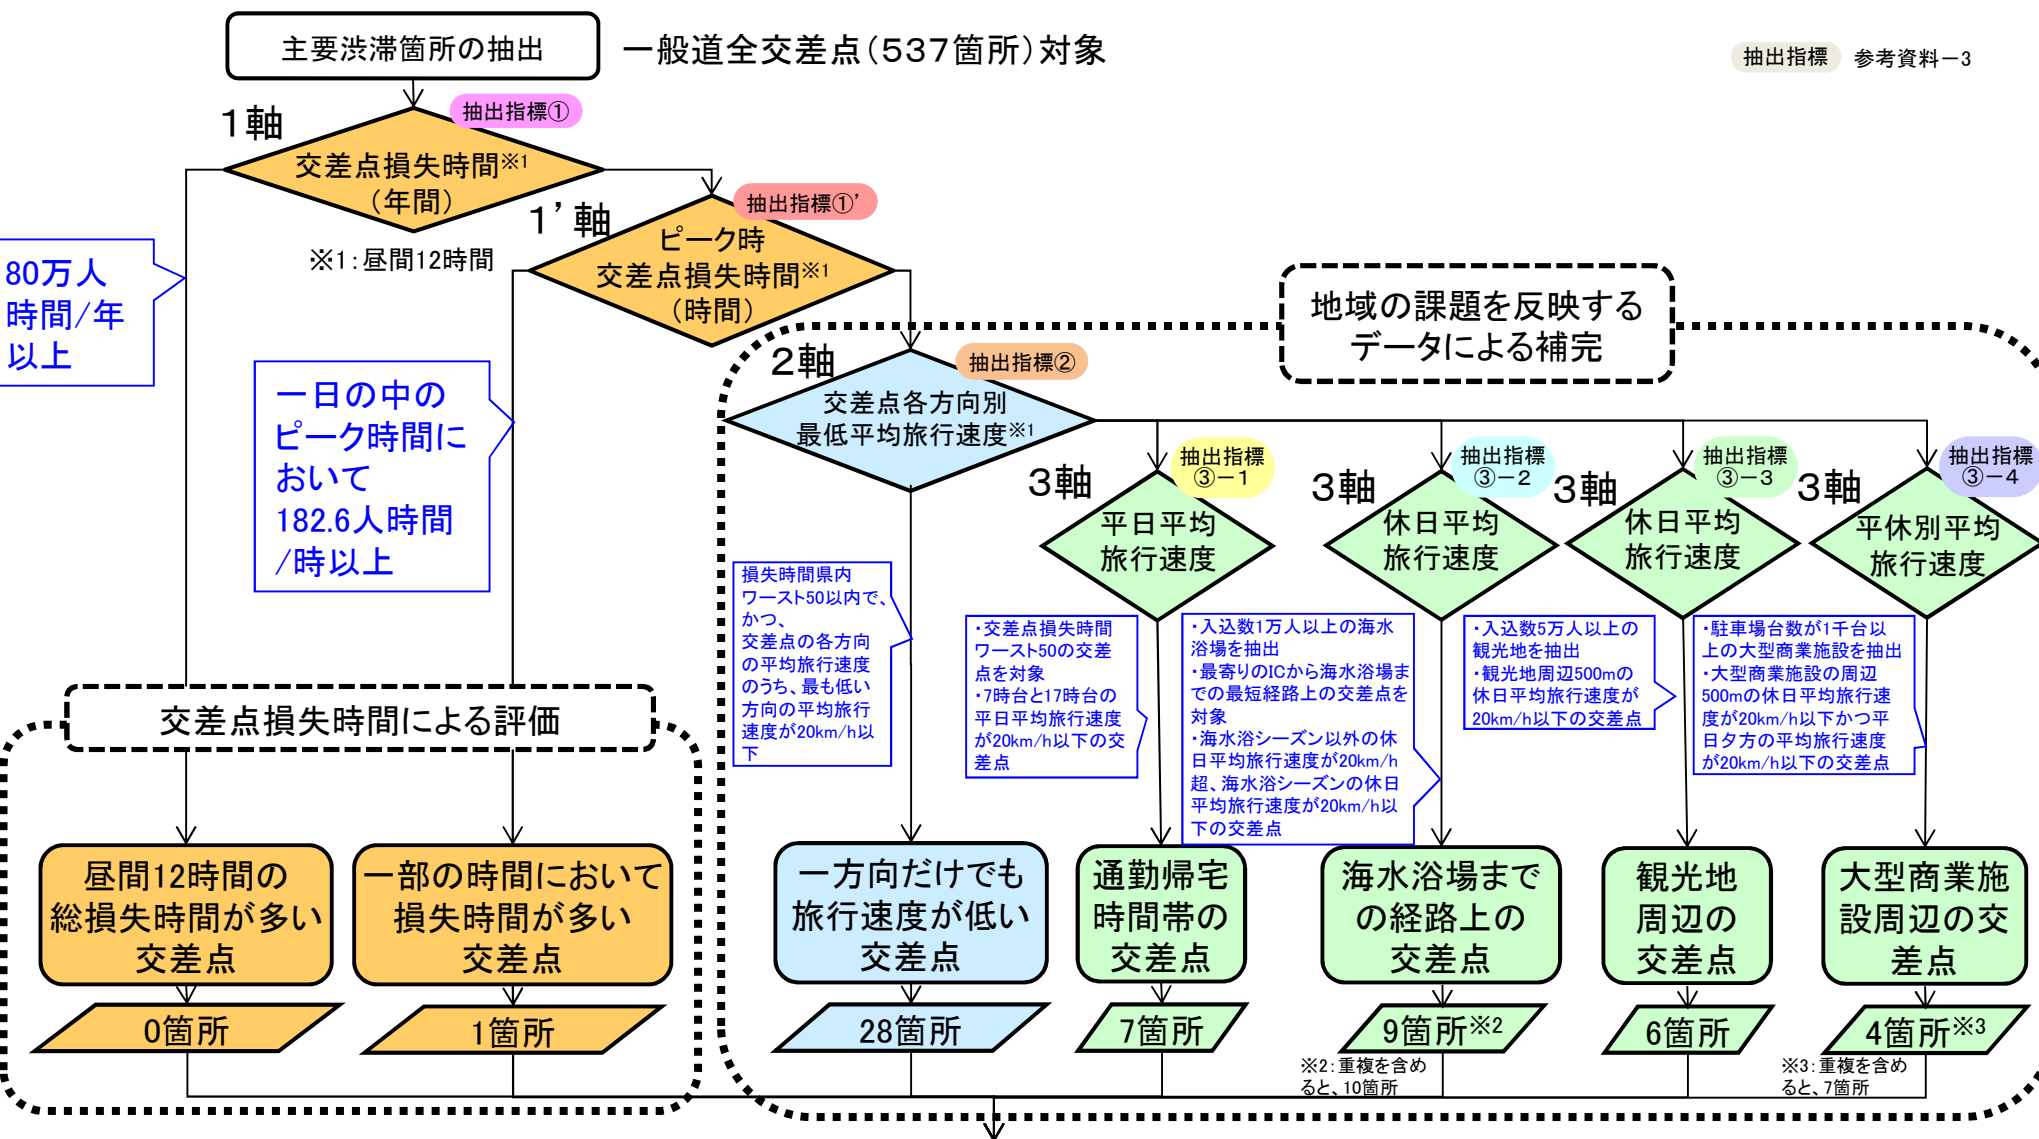 主要渋滞箇所の抽出
一般道全交差点(537箇所)対象
抽出指標 参考資料－3
1軸
抽出指標①
交差点損失時間※1
(年間)
1’軸
抽出指標①’
ピーク時
交差点損失時間※1
(時間)
※1:昼間12時間
80万人
時間/年
以上
一日の中の
ピーク時間に
おいて
182.6人時間
/時以上
地域の課題を反映する
データによる補完
2軸
抽出指標②
交差点各方向別
最低平均旅行速度※1
3軸
抽出指標
③－1
平日平均
旅行速度
3軸
抽出指標
③－2
休日平均
旅行速度
3軸
抽出指標
③－3
休日平均
旅行速度
3軸
抽出指標
③－4
平休別平均
旅行速度
損失時間県内
ワースト50以内で、
かつ、
交差点の各方向
の平均旅行速度
のうち、最も低い
方向の平均旅行
速度が20km/h以
下
・交差点損失時間
ワースト50の交差
点を対象
・7時台と17時台の
平日平均旅行速度
が20km/h以下の交
差点
・入込数1万人以上の海水
浴場を抽出
・最寄りのICから海水浴場ま
での最短経路上の交差点を
対象
・海水浴シーズン以外の休
日平均旅行速度が20km/h
超、海水浴シーズンの休日
平均旅行速度が20km/h以
下の交差点
・入込数5万人以上の
観光地を抽出
・観光地周辺500mの
休日平均旅行速度が
20km/h以下の交差点
・駐車場台数が1千台以
上の大型商業施設を抽出
・大型商業施設の周辺
500mの休日平均旅行速
度が20km/h以下かつ平
日夕方の平均旅行速度
が20km/h以下の交差点
交差点損失時間による評価
昼間12時間の
総損失時間が多い
交差点
一部の時間において
損失時間が多い
交差点
一方向だけでも
旅行速度が低い
交差点
通勤帰宅
時間帯の
交差点
海水浴場まで
の経路上の
交差点
観光地
周辺の
交差点
大型商業施
設周辺の交
差点
0箇所
1箇所
28箇所
7箇所
9箇所※2
6箇所
4箇所※3
※2:重複を含め
ると、10箇所
※3:重複を含め
ると、7箇所